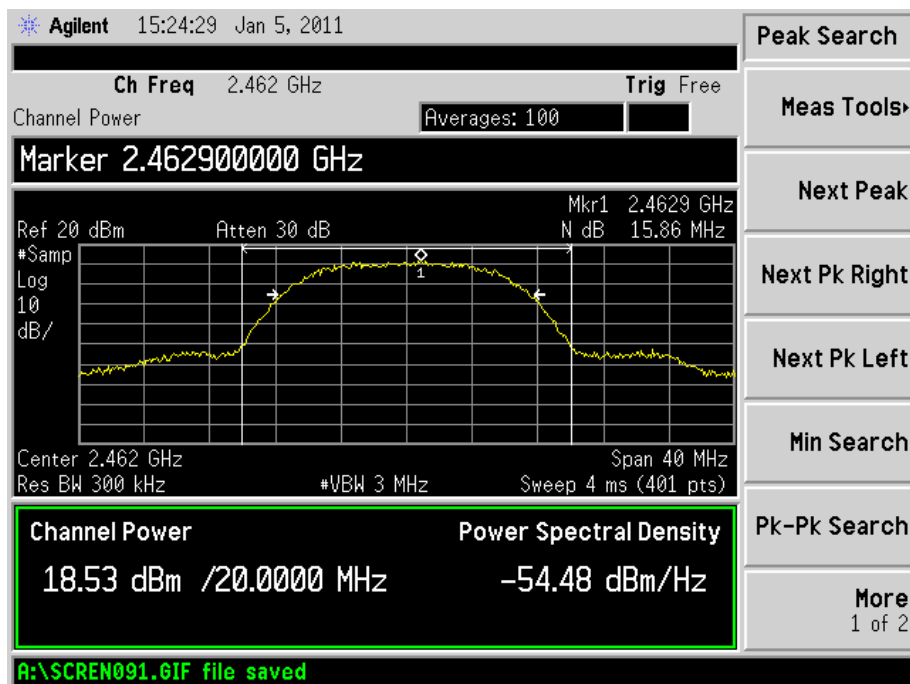 Agilent 15:24:29 Jan 5, 2011
Peak Search
Ch Freq 2.462 GHz Trig Free
Channel Power Averages: 100
Meas Tools
Marker 2.462900000 GHz
Next Peak
Mkr1 2.4629 GHz
Ref 20 dBm Atten 30 dB N dB 15.86 MHz
#Samp
Log
10
dB/
1
Next Pk Right
Next Pk Left
Min Search
Center 2.462 GHz Span 40 MHz
Res BW 300 kHz #VBW 3 MHz Sweep 4 ms (401 pts)
Channel Power Power Spectral Density
Pk-Pk Search
18.53 dBm /20.0000 MHz -54.48 dBm/Hz
More
1 of 2
A:\SCREN091.GIF file saved